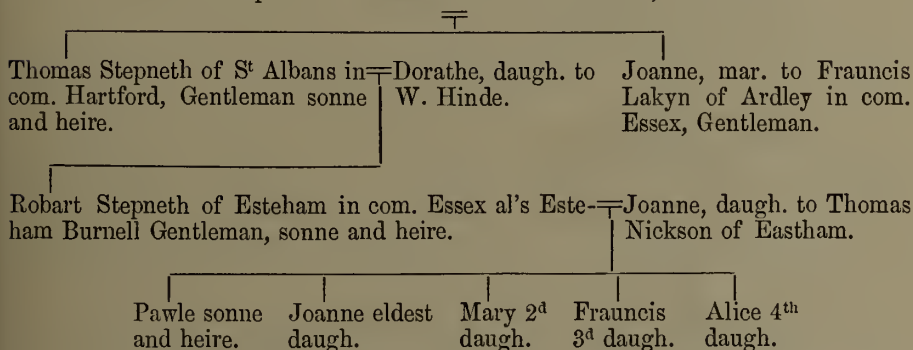 Thomas Stepneth of Sᵗ Albans in Dorathe, daugh. to Joanne, mar. to Frauncis
com. Hartford, Gentleman sonne W. Hinde. Lakyn of Ardley in com.
and heire. Essex, Gentleman.
Robart Stepneth of Esteham in com. Essex al's Este- Joanne, daugh. to Thomas
ham Burnell Gentleman, sonne and heire. Nickson of Eastham.
Pawle sonne Joanne eldest Mary 2ᵈ Frauncis Alice 4ᵗʰ
and heire. daugh. daugh. 3ᵈ daugh. daugh.